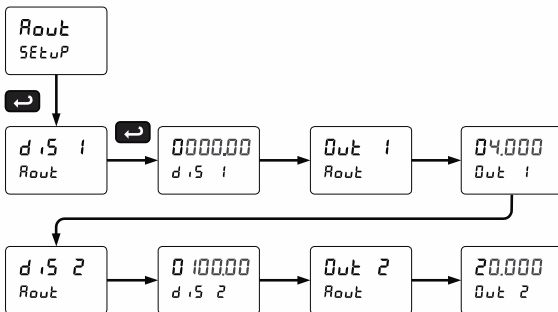 Aout
SEtuP
diS 1
Aout
0000.00
diS 1
Out 1
Aout
04.000
Out 1
diS 2
Aout
0100.00
diS 2
Out 2
Aout
20.000
Out 2